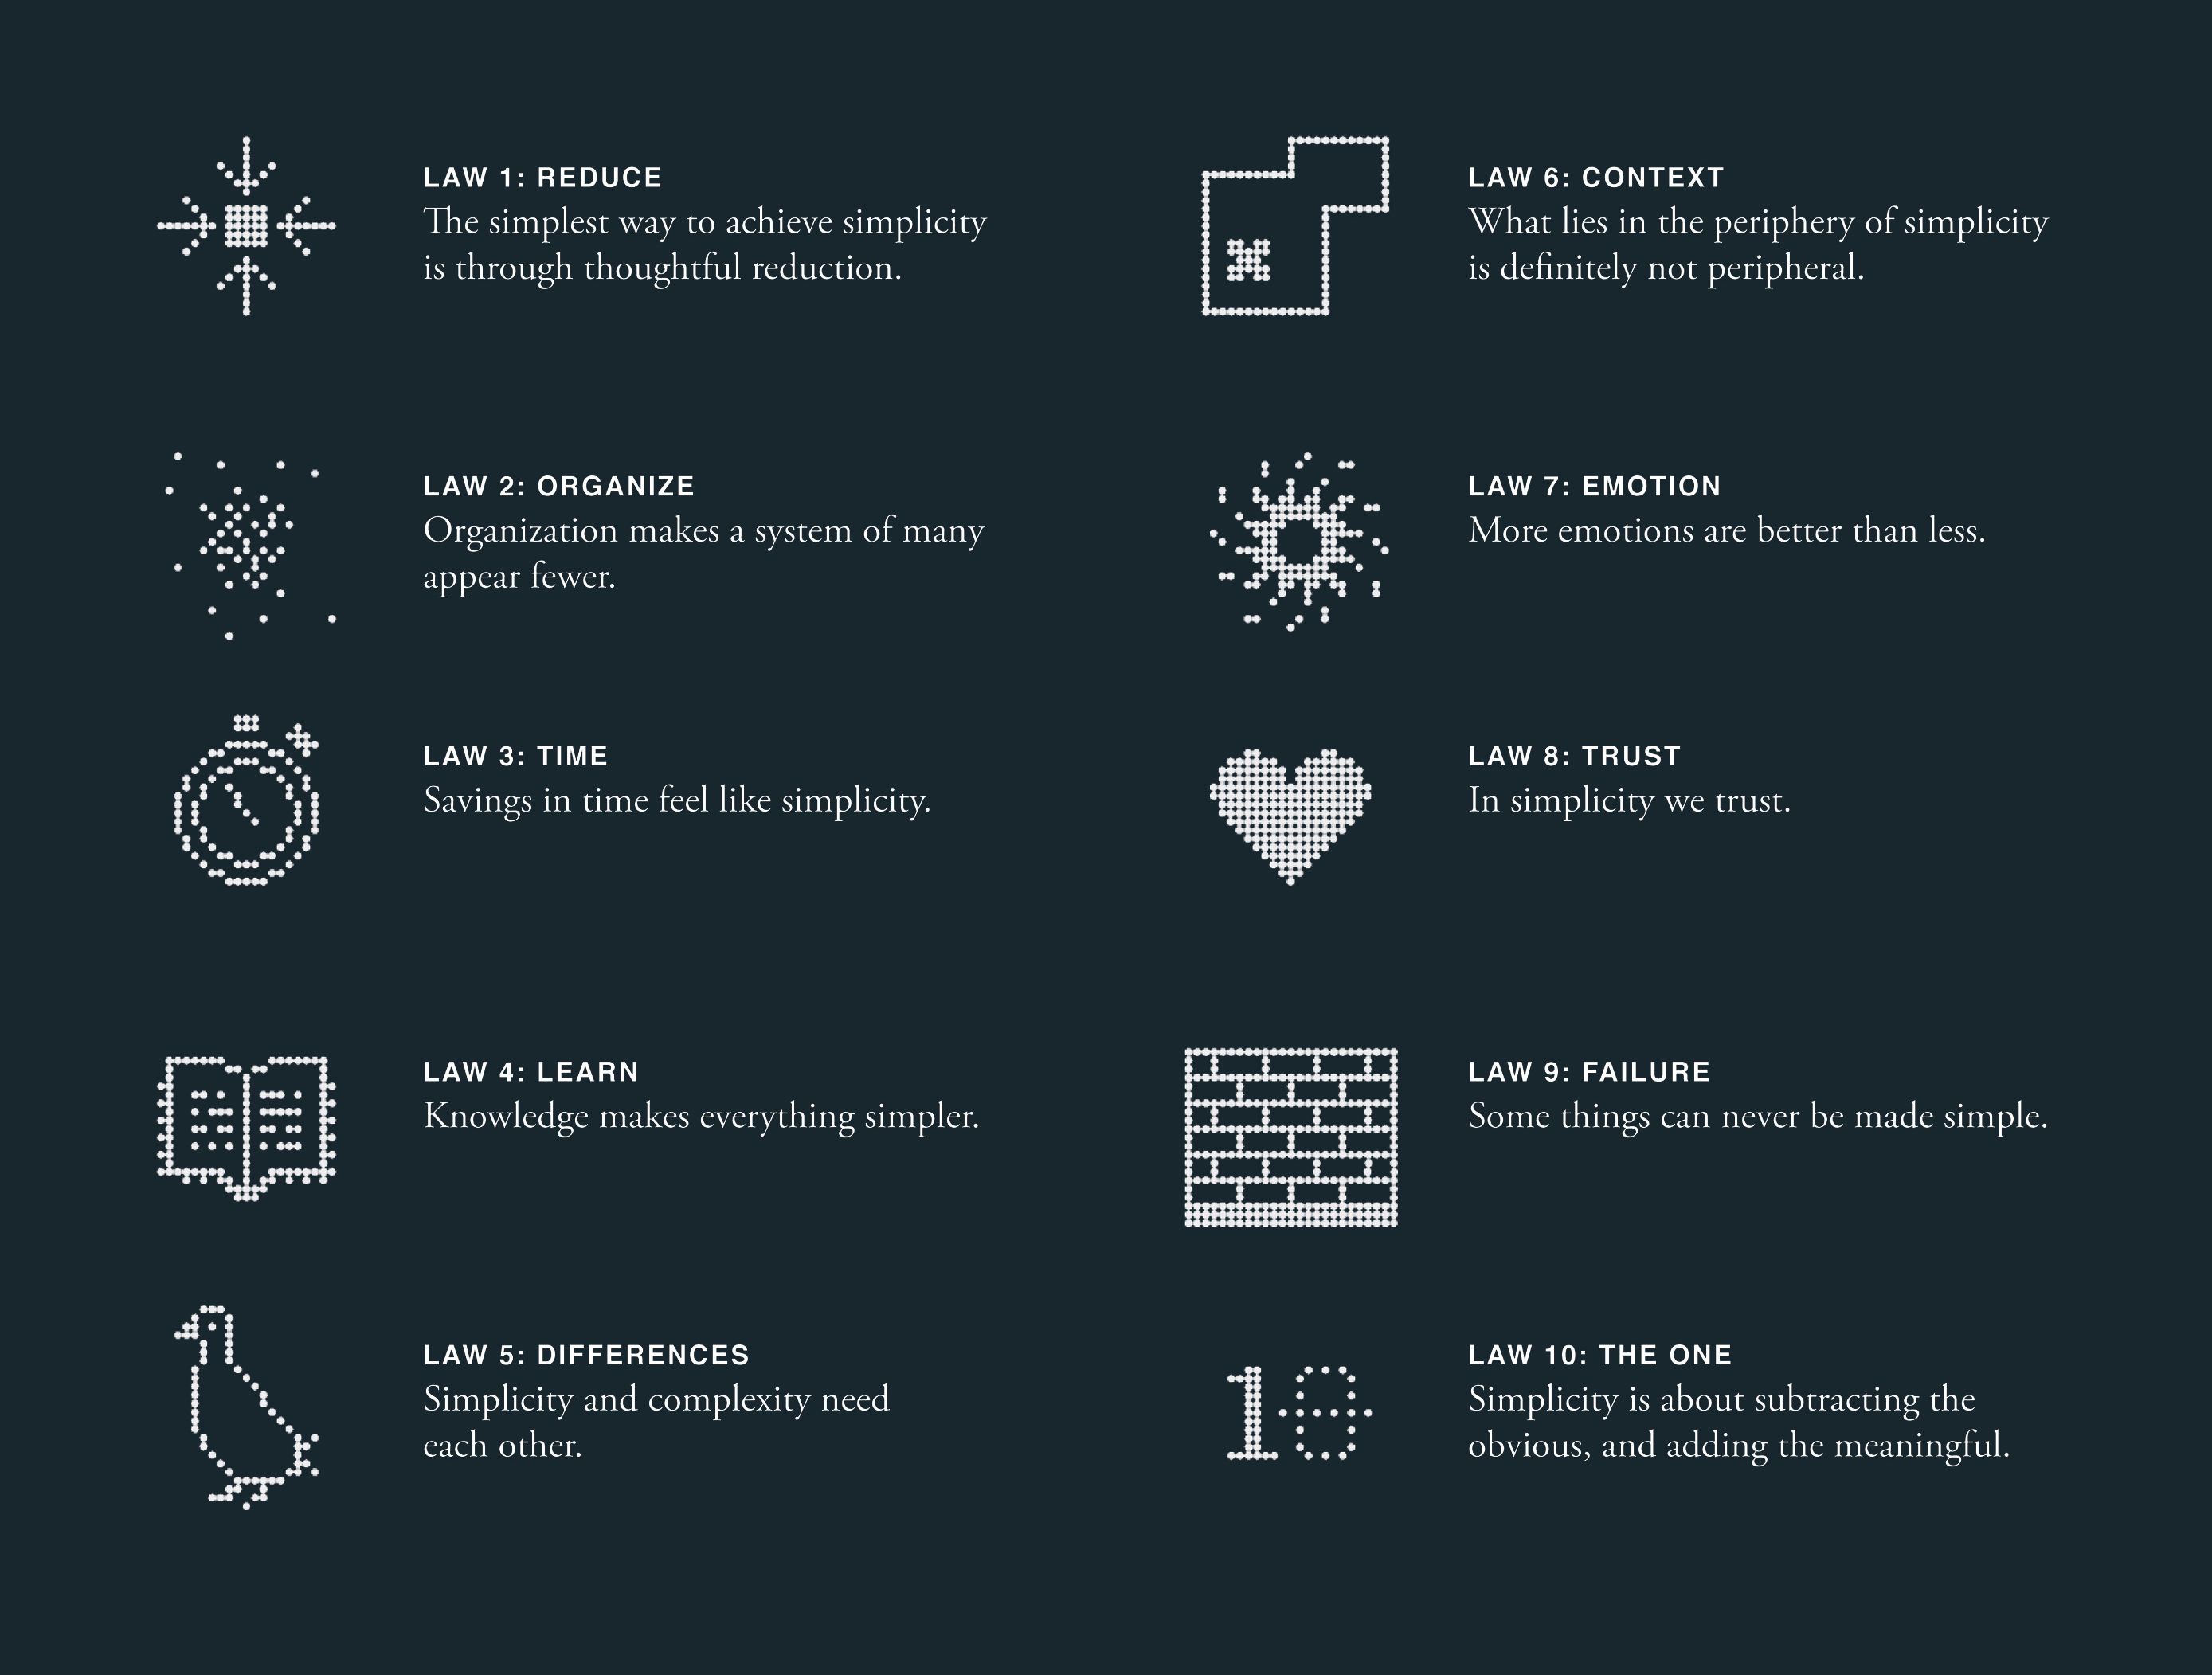 LAW 1: REDUCE
The simplest way to achieve simplicity
is through thoughtful reduction.
LAW 2: ORGANIZE
Organization makes a system of many
appear fewer.
LAW 3: TIME
Savings in time feel like simplicity.
LAW 4: LEARN
Knowledge makes everything simpler.
LAW 5: DIFFERENCES
Simplicity and complexity need
each other.
LAW 6: CONTEXT
What lies in the periphery of simplicity
is definitely not peripheral.
LAW 7: EMOTION
More emotions are better than less.
LAW 8: TRUST
In simplicity we trust.
LAW 9: FAILURE
Some things can never be made simple.
10
LAW 10: THE ONE
Simplicity is about subtracting the
obvious, and adding the meaningful.